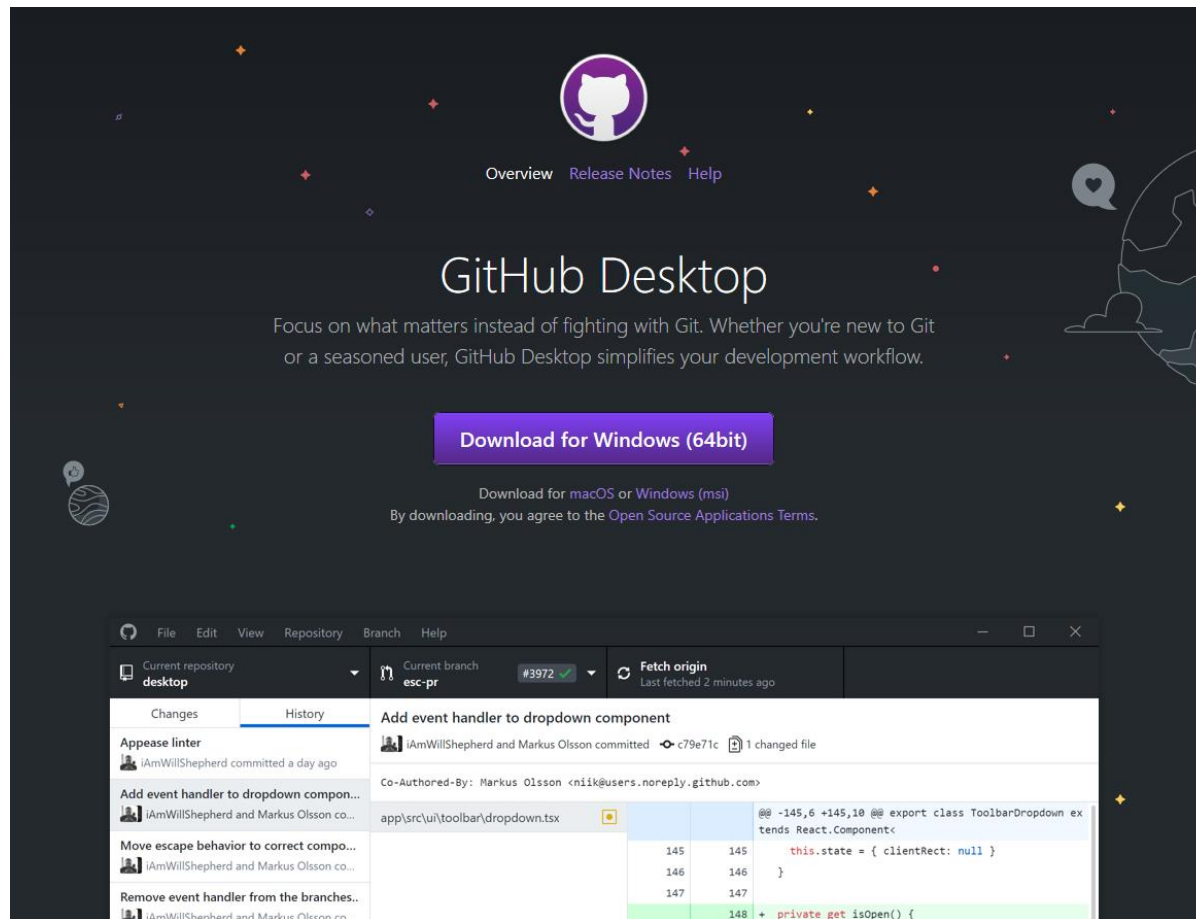 Overview Release Notes Help
GitHub Desktop
Focus on what matters instead of fighting with Git. Whether you're new to Git
or a seasoned user, GitHub Desktop simplifies your development workflow.
Download for Windows (64bit)
Download for macOS or Windows (msi)
By downloading, you agree to the Open Source Applications Terms.
File Edit View Repository Branch Help
Current repository
desktop
Current branch
esc-pr
#3972
Fetch origin
Last fetched 2 minutes ago
Changes
History
Appease linter
iAmWillShepherd committed a day ago
Add event handler to dropdown compon...
iAmWillShepherd and Markus Olsson co...
Move escape behavior to correct compo...
iAmWillShepherd and Markus Olsson co...
Remove event handler from the branches..
iAmWillShepherd and Markus Olsson co...
Add event handler to dropdown component
iAmWillShepherd and Markus Olsson committed c79e71c 1 changed file
Co-Authored-By: Markus Olsson <niik@users.noreply.github.com>
app\src\ui\toolbar\dropdown.tsx
@@ -145,6 +145,10 @@ export class ToolbarDropdown ex
tends React.Component<
145 145 this.state = { clientRect: null }
146 146 }
147 147
148 + private get isOpen() {